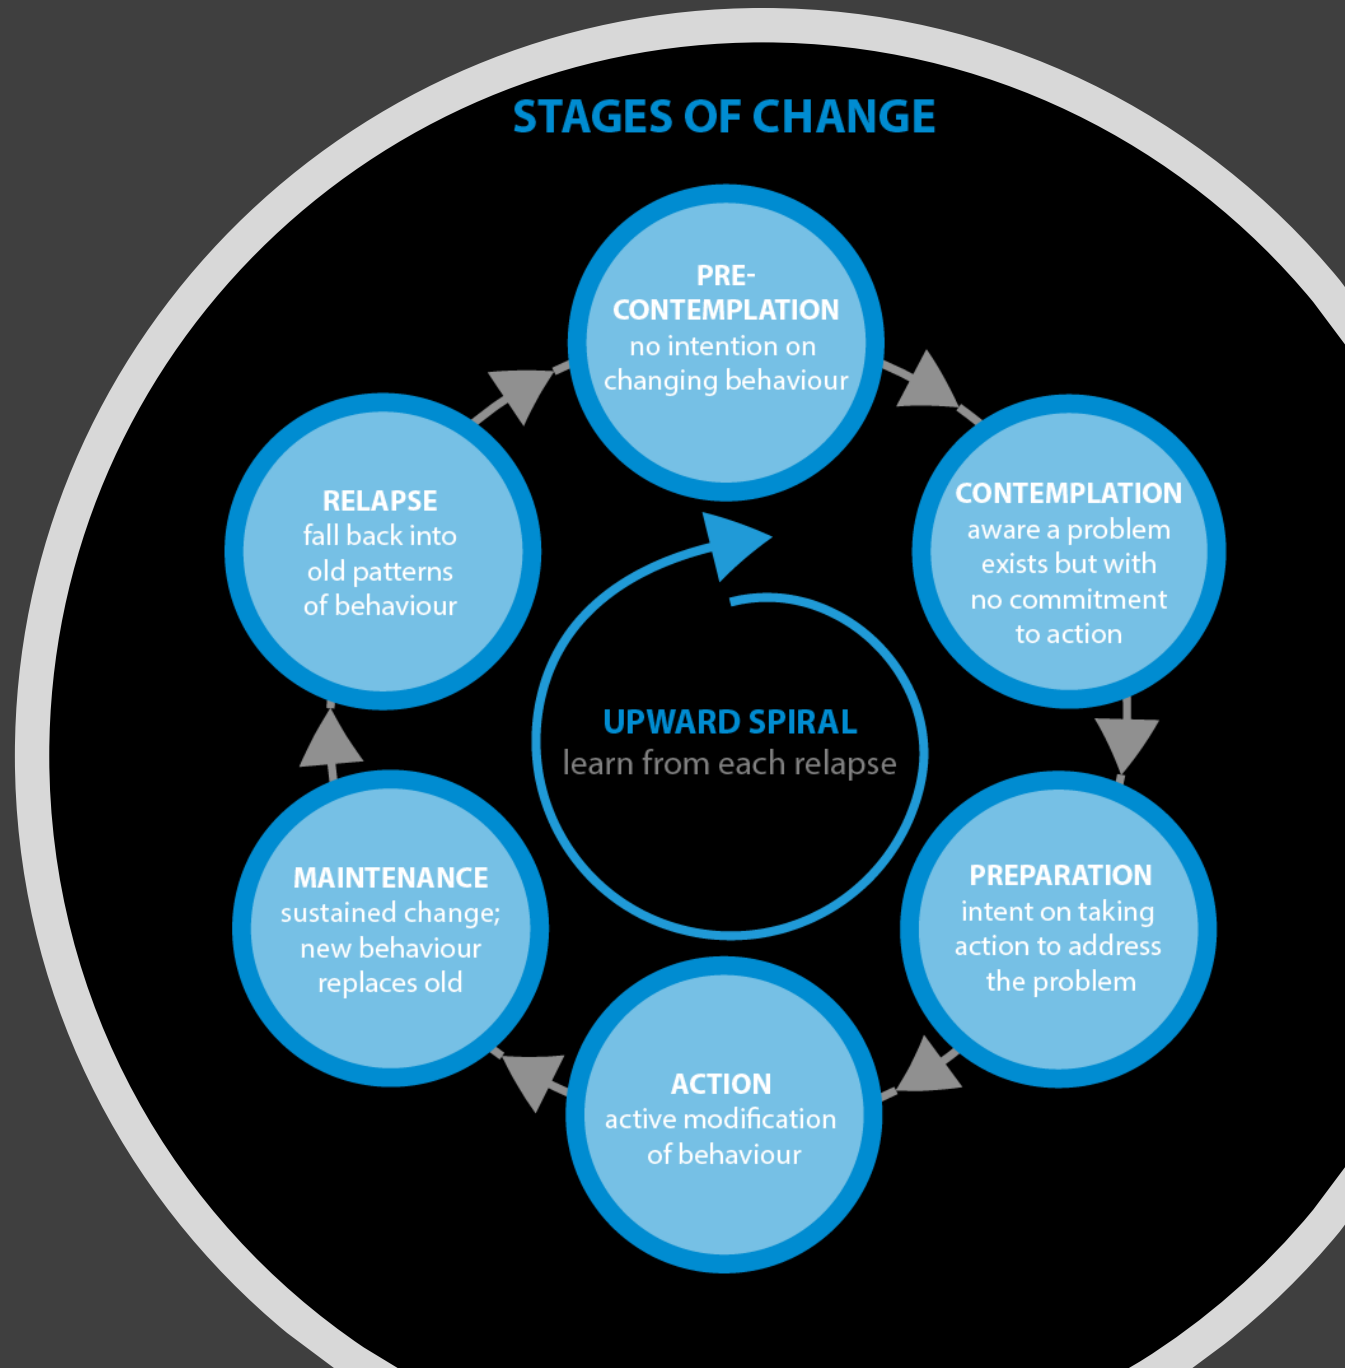 STAGES OF CHANGE
PRE-
CONTEMPLATION
no intention on
changing behaviour
CONTEMPLATION
aware a problem
exists but with
no commitment
to action
PREPARATION
intent on taking
action to address
the problem
ACTION
active modification
of behaviour
MAINTENANCE
sustained change;
new behaviour
replaces old
RELAPSE
fall back into
old patterns
of behaviour
UPWARD SPIRAL
learn from each relapse